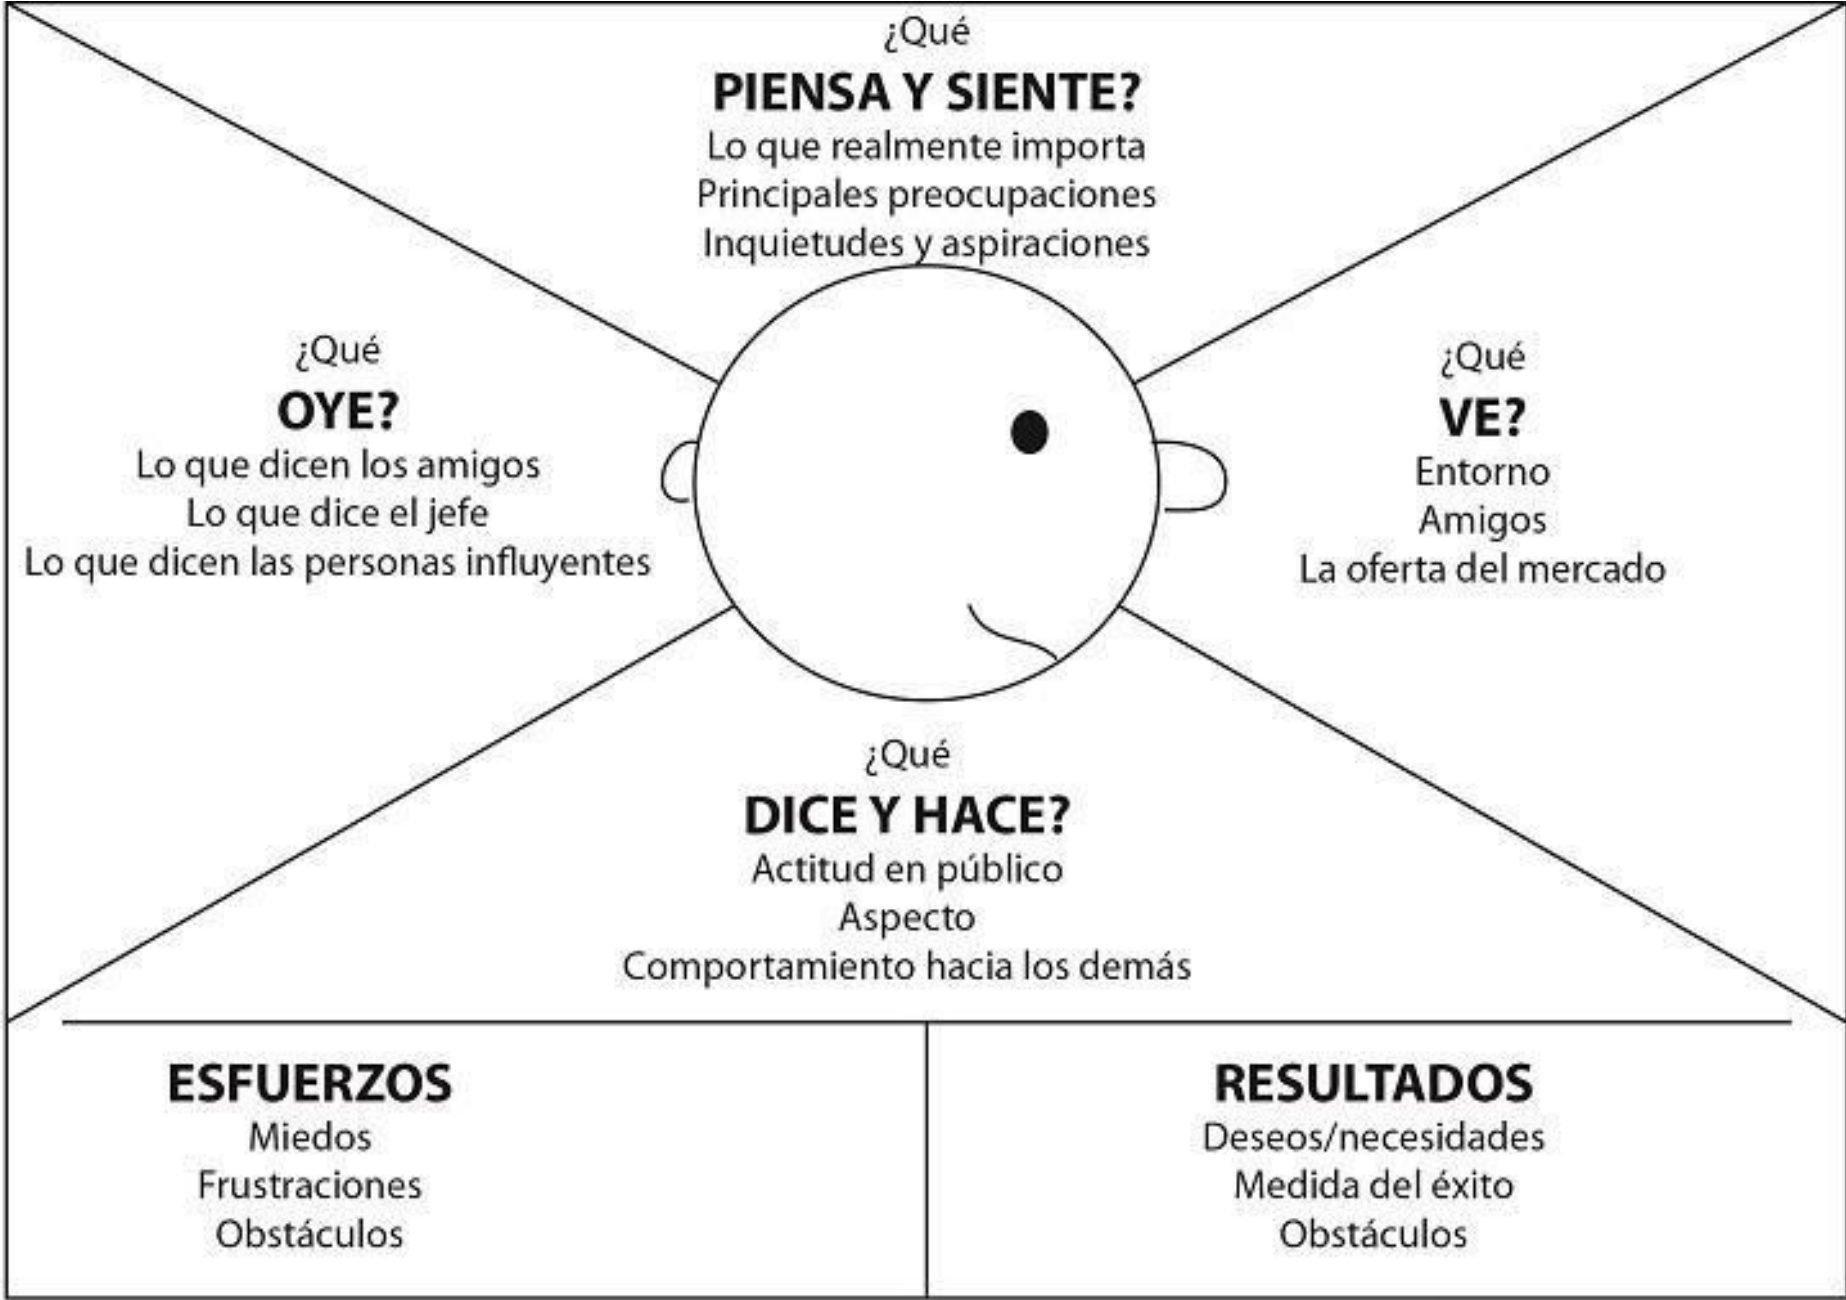 ¿Qué
PIENSA Y SIENTE?
Lo que realmente importa
Principales preocupaciones
Inquietudes y aspiraciones
¿Qué
OYE?
Lo que dicen los amigos
Lo que dice el jefe
Lo que dicen las personas influyentes
¿Qué
VE?
Entorno
Amigos
La oferta del mercado
¿Qué
DICE Y HACE?
Actitud en público
Aspecto
Comportamiento hacia los demás
ESFUERZOS
Miedos
Frustraciones
Obstáculos
RESULTADOS
Deseos/necesidades
Medida del éxito
Obstáculos